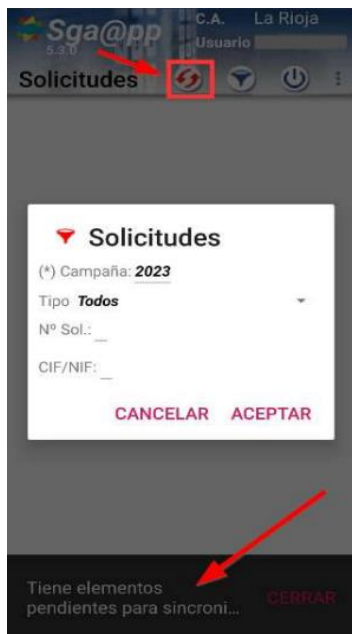 Sga@pp
5.3.0
C.A. La Rioja
Usuario
Solicitudes
Solicitudes
(*) Campaña: 2023
Tipo Todos
Nº Sol.:
CIF/NIF:
CANCELAR ACEPTAR
Tiene elementos
pendientes para sincroni...
CERRAR